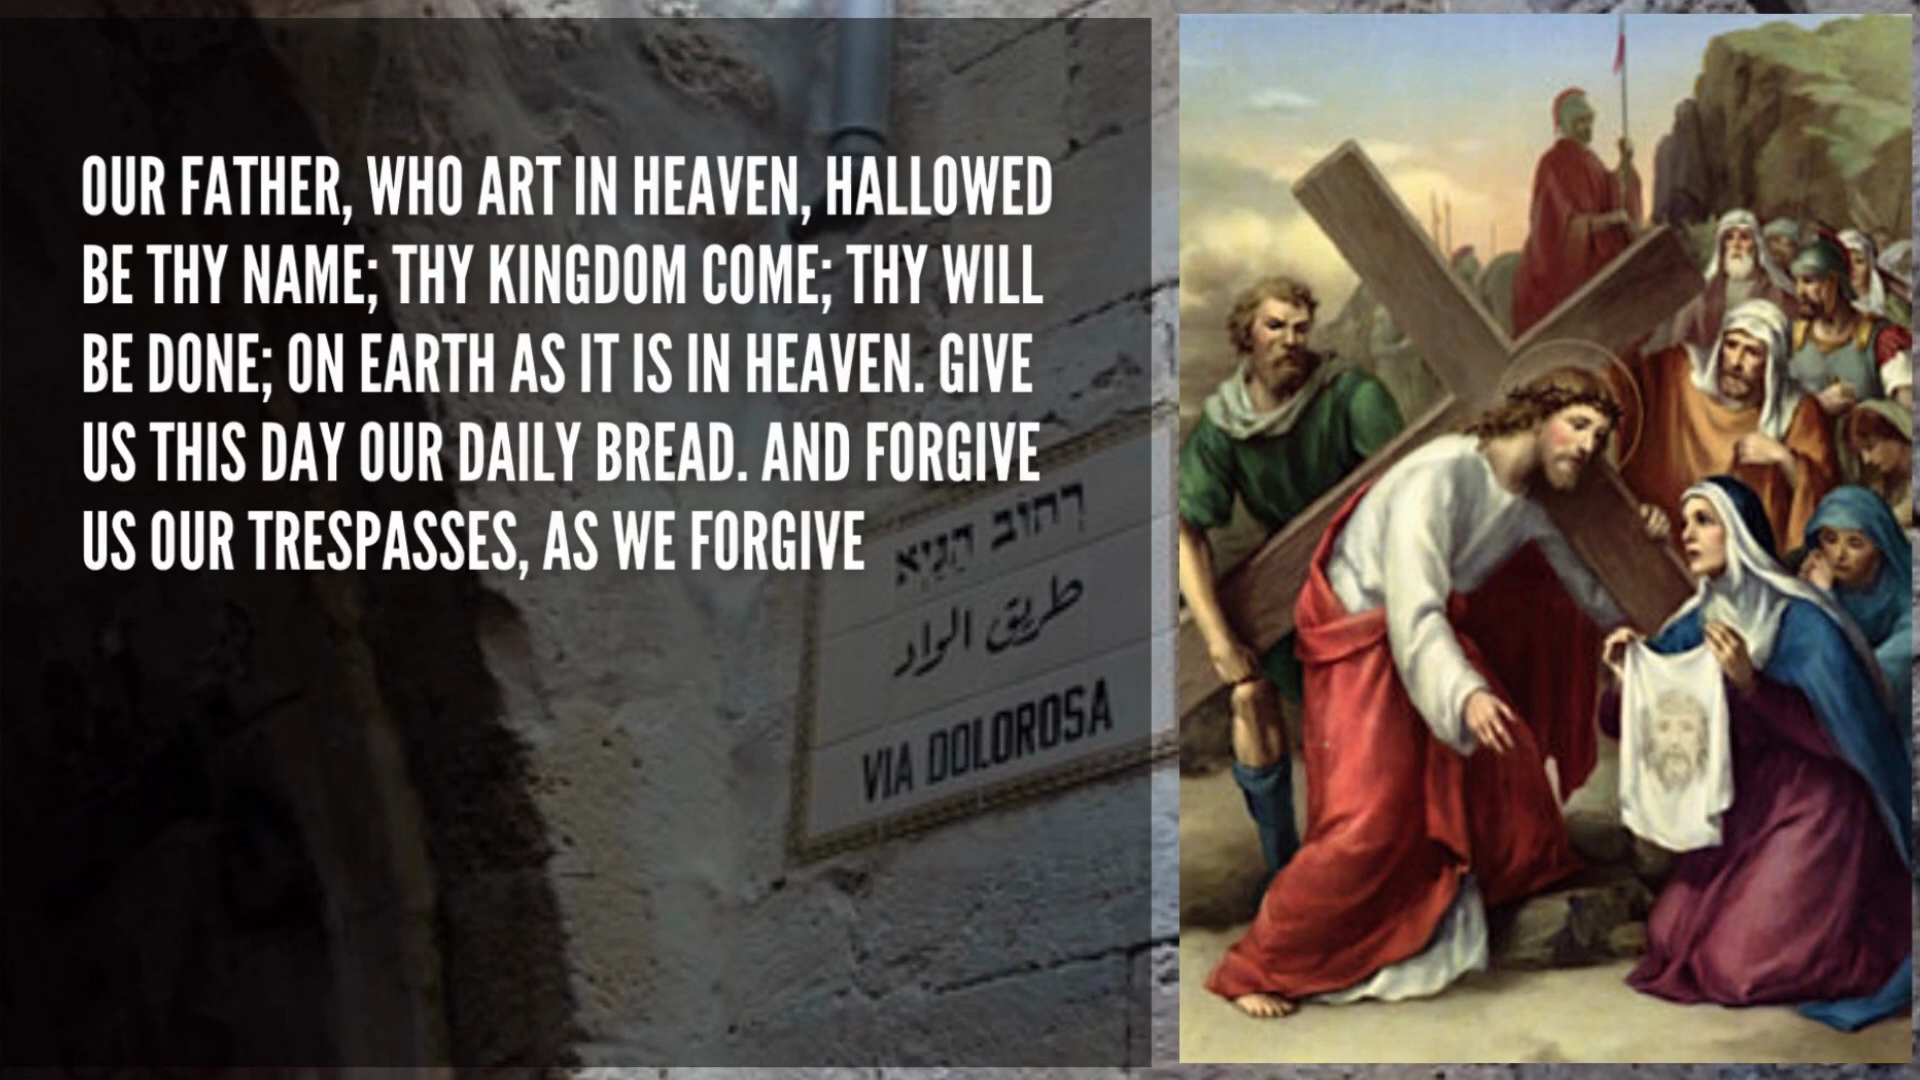 OUR FATHER, WHO ART IN HEAVEN, HALLOWED
BE THY NAME; THY KINGDOM COME; THY WILL
BE DONE; ON EARTH AS IT IS IN HEAVEN. GIVE
US THIS DAY OUR DAILY BREAD. AND FORGIVE
US OUR TRESPASSES, AS WE FORGIVE
רְחוֹב הַגַּיְא
طريق الواد
VIA DOLOROSA